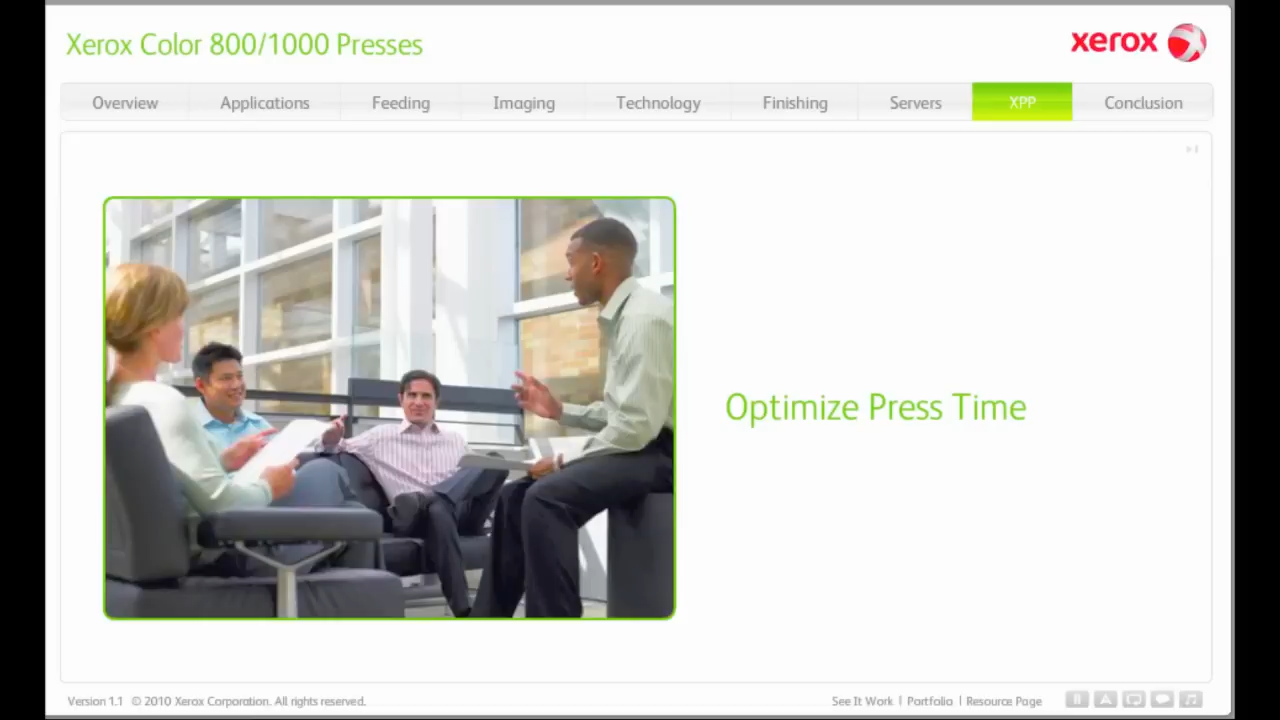 Xerox Color 800/1000 Presses
xerox
Overview Applications Feeding Imaging Technology Finishing Servers XPP Conclusion
Optimize Press Time
Version 1.1 © 2010 Xerox Corporation. All rights reserved.
See It Work | Portfolio | Resource Page